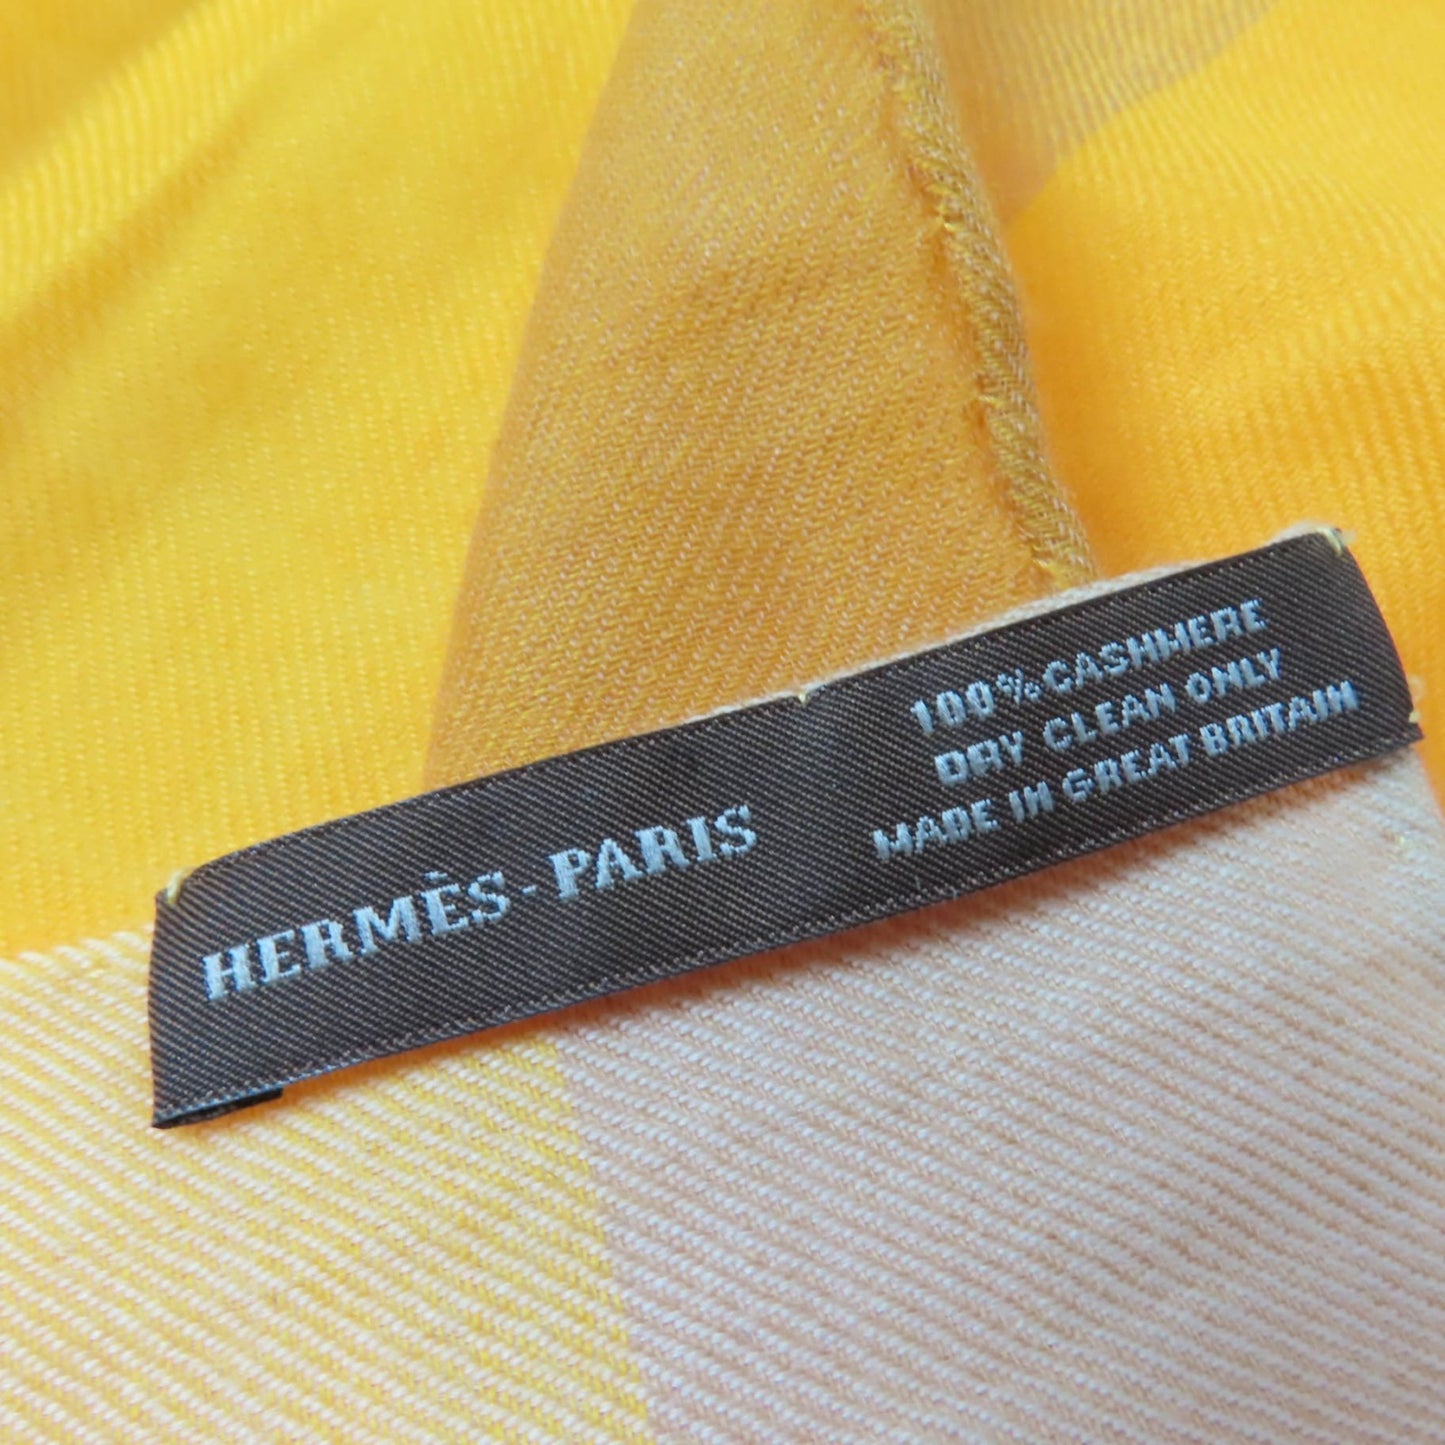 HERMÈS-PARIS
100% CASHMERE
DRY CLEAN ONLY
MADE IN GREAT BRITAIN